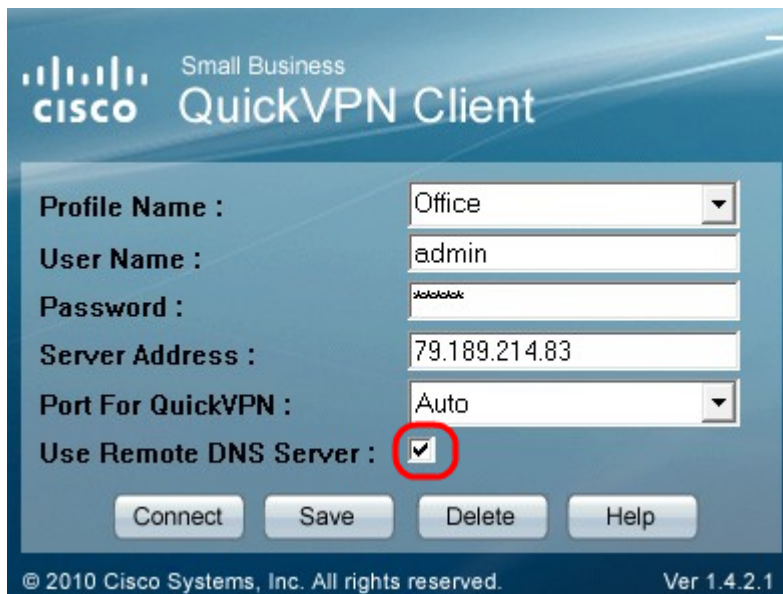 Small Business
CISCO QuickVPN Client
Profile Name : Office
User Name : admin
Password : ******
Server Address : 79.189.214.83
Port For QuickVPN : Auto
Use Remote DNS Server :
Connect Save Delete Help
© 2010 Cisco Systems, Inc. All rights reserved. Ver 1.4.2.1